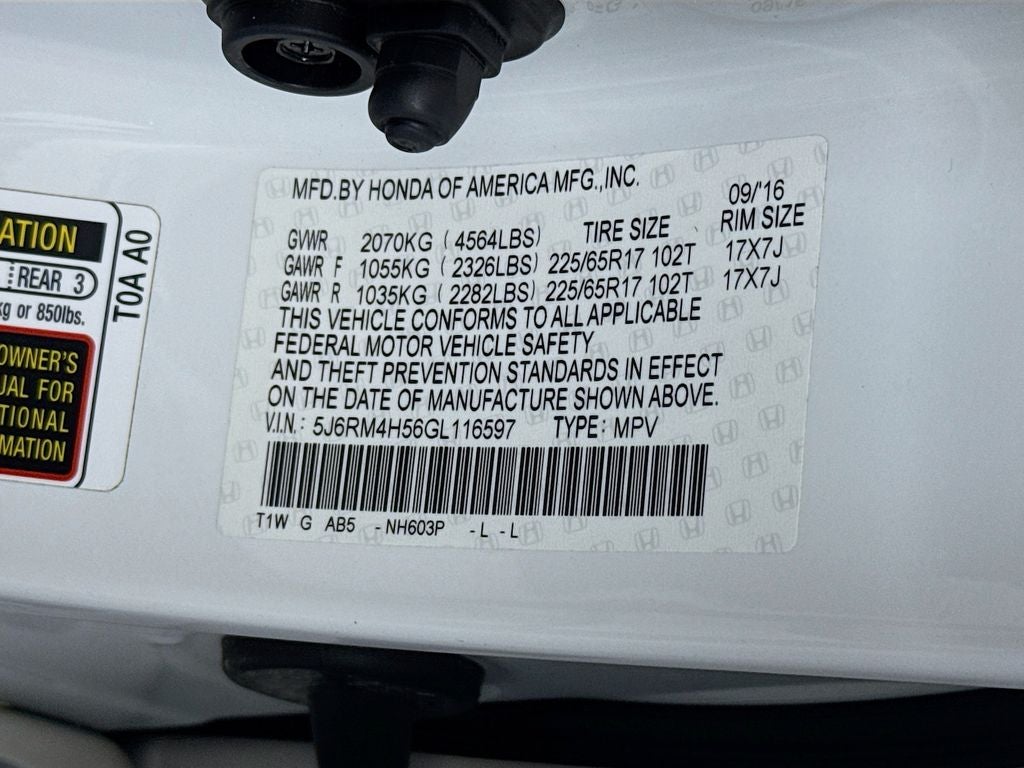 ATION
REAR 3
kg or 850lbs.
OWNER'S
UAL FOR
TIONAL
MATION
T0A A0
MFD.BY HONDA OF AMERICA MFG.,INC. 09/'16
GVWR 2070KG ( 4564LBS) TIRE SIZE RIM SIZE
GAWR F 1055KG ( 2326LBS) 225/65R17 102T 17X7J
GAWR R 1035KG ( 2282LBS) 225/65R17 102T 17X7J
THIS VEHICLE CONFORMS TO ALL APPLICABLE
FEDERAL MOTOR VEHICLE SAFETY
AND THEFT PREVENTION STANDARDS IN EFFECT
ON THE DATE OF MANUFACTURE SHOWN ABOVE.
V.I.N.: 5J6RM4H56GL116597 TYPE: MPV
T1W G AB5 - NH603P - L - L